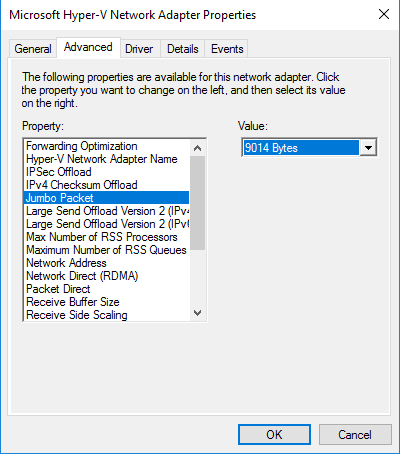 Microsoft Hyper-V Network Adapter Properties
General Advanced Driver Details Events
The following properties are available for this network adapter. Click
the property you want to change on the left, and then select its value
on the right.
Property:
Value:
Forwarding Optimization
Hyper-V Network Adapter Name
IPSec Offload
IPv4 Checksum Offload
Jumbo Packet
Large Send Offload Version 2 (IPv4
Large Send Offload Version 2 (IPv6
Max Number of RSS Processors
Maximum Number of RSS Queues
Network Address
Network Direct (RDMA)
Packet Direct
Receive Buffer Size
Receive Side Scaling
9014 Bytes
OK
Cancel